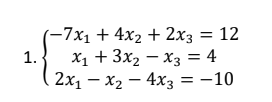 −7x₁ + 4x₂ + 2x₃ = 12
1. x₁ + 3x₂ − x₃ = 4
2x₁ − x₂ − 4x₃ = −10